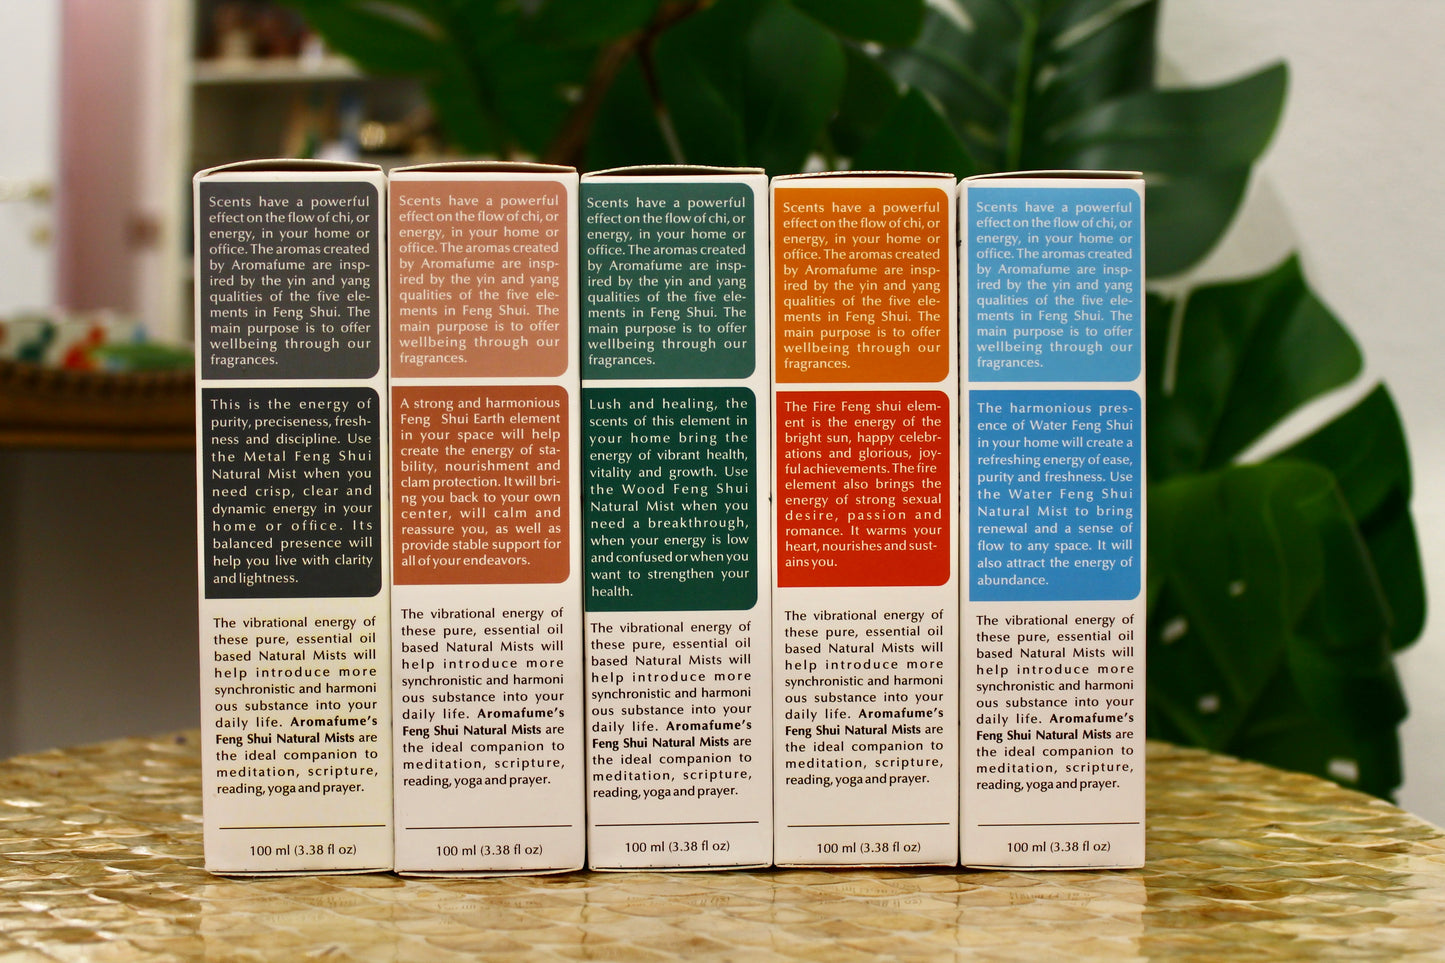 Scents have a powerful
effect on the flow of chi, or
energy, in your home or
office. The aromas created
by Aromafume are insp-
ired by the yin and yang
qualities of the five ele-
ments in Feng Shui. The
main purpose is to offer
wellbeing through our
fragrances.
This is the energy of
purity, preciseness, fresh-
ness and discipline. Use
the Metal Feng Shui
Natural Mist when you
need crisp, clear and
dynamic energy in your
home or office. Its
balanced presence will
help you live with clarity
and lightness.
The vibrational energy of
these pure, essential oil
based Natural Mists will
help introduce more
synchronistic and harmoni
ous substance into your
daily life. Aromafume's
Feng Shui Natural Mists are
the ideal companion to
meditation, scripture,
reading, yoga and prayer.
100 ml (3.38 fl oz)
Scents have a powerful
effect on the flow of chi, or
energy, in your home or
office. The aromas created
by Aromafume are insp-
ired by the yin and yang
qualities of the five ele-
ments in Feng Shui. The
main purpose is to offer
wellbeing through our
fragrances.
A strong and harmonious
Feng Shui Earth element
in your space will help
create the energy of sta-
bility, nourishment and
clam protection. It will bri-
ng you back to your own
center, will calm and
reassure you, as well as
provide stable support for
all of your endeavors.
The vibrational energy of
these pure, essential oil
based Natural Mists will
help introduce more
synchronistic and harmoni
ous substance into your
daily life. Aromafume's
Feng Shui Natural Mists are
the ideal companion to
meditation, scripture,
reading, yoga and prayer.
100 ml (3.38 fl oz)
Scents have a powerful
effect on the flow of chi, or
energy, in your home or
office. The aromas created
by Aromafume are insp-
ired by the yin and yang
qualities of the five ele-
ments in Feng Shui. The
main purpose is to offer
wellbeing through our
fragrances.
Lush and healing, the
scents of this element in
your home bring the
energy of vibrant health,
vitality and growth. Use
the Wood Feng Shui
Natural Mist when you
need a breakthrough,
when your energy is low
and confused or when you
want to strengthen your
health.
The vibrational energy of
these pure, essential oil
based Natural Mists will
help introduce more
synchronistic and harmoni
ous substance into your
daily life. Aromafume's
Feng Shui Natural Mists are
the ideal companion to
meditation, scripture,
reading, yoga and prayer.
100 ml (3.38 fl oz)
Scents have a powerful
effect on the flow of chi, or
energy, in your home or
office. The aromas created
by Aromafume are insp-
ired by the yin and yang
qualities of the five ele-
ments in Feng Shui. The
main purpose is to offer
wellbeing through our
fragrances.
The Fire Feng shui elem-
ent is the energy of the
bright sun, happy celebr-
ations and glorious, joy-
ful achievements. The fire
element also brings the
energy of strong sexual
desire, passion and
romance. It warms your
heart, nourishes and sust-
ains you.
The vibrational energy of
these pure, essential oil
based Natural Mists will
help introduce more
synchronistic and harmoni
ous substance into your
daily life. Aromafume's
Feng Shui Natural Mists are
the ideal companion to
meditation, scripture,
reading, yoga and prayer.
100 ml (3.38 fl oz)
Scents have a powerful
effect on the flow of chi, or
energy, in your home or
office. The aromas created
by Aromafume are insp-
ired by the yin and yang
qualities of the five ele-
ments in Feng Shui. The
main purpose is to offer
wellbeing through our
fragrances.
The harmonious pres-
ence of Water Feng Shui
in your home will create a
refreshing energy of ease,
purity and freshness. Use
the Water Feng Shui
Natural Mist to bring
renewal and a sense of
flow to any space. It will
also attract the energy of
abundance.
The vibrational energy of
these pure, essential oil
based Natural Mists will
help introduce more
synchronistic and harmoni
ous substance into your
daily life. Aromafume's
Feng Shui Natural Mists are
the ideal companion to
meditation, scripture,
reading, yoga and prayer.
100 ml (3.38 fl oz)